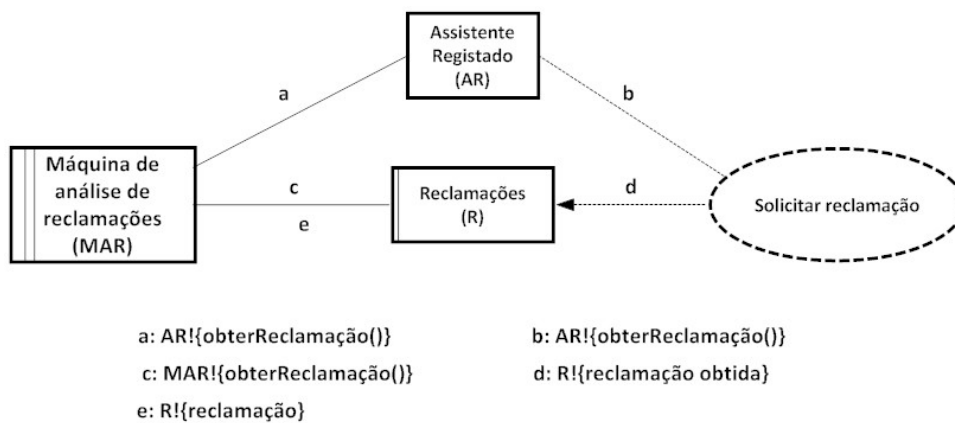 Assistente
Registado
(AR)
a
b
Máquina de
análise de
reclamações
(MAR)
c
e
Reclamações
(R)
d
Solicitar reclamação
a: AR!{obterReclamação()}
b: AR!{obterReclamação()}
c: MAR!{obterReclamação()}
d: R!{reclamação obtida}
e: R!{reclamação}